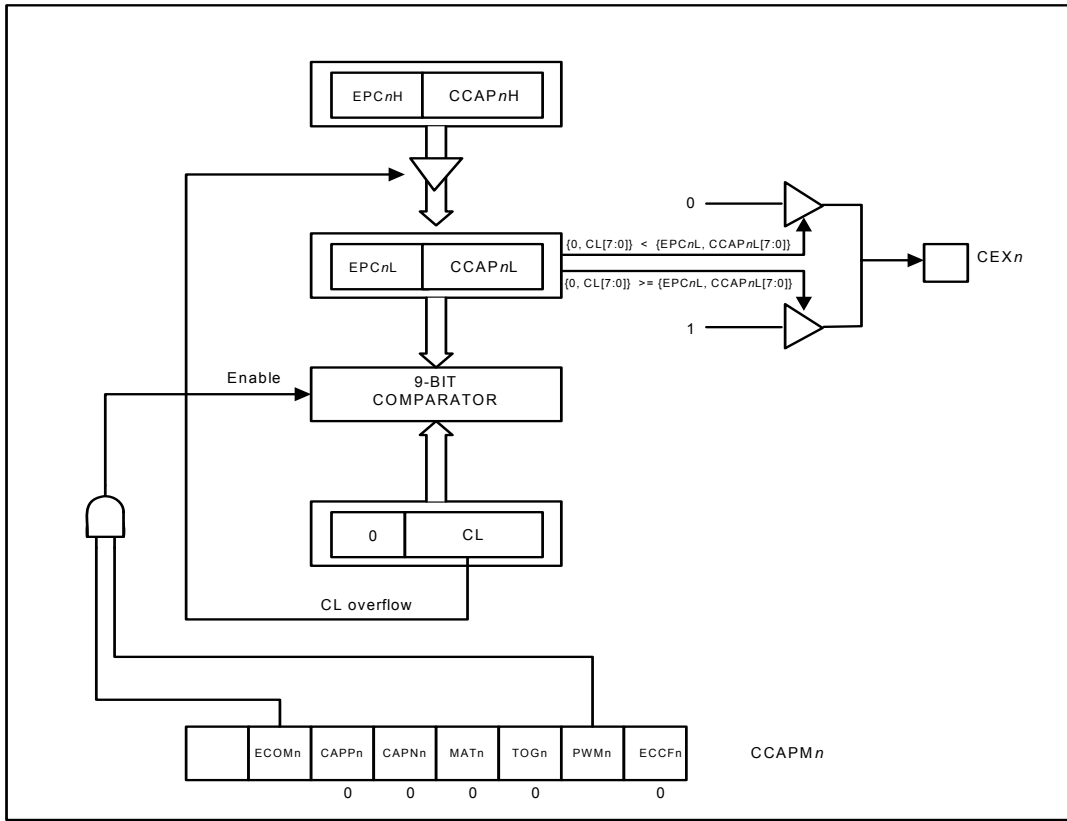 EPCnH CCAPnH
0
{0, CL[7:0]} < {EPCnL, CCAPnL[7:0]}
CEXn
EPCnL CCAPnL
{0, CL[7:0]} >= {EPCnL, CCAPnL[7:0]}
1
Enable
9-BIT
COMPARATOR
0 CL
CL overflow
ECOMn CAPPn CAPNn MATn TOGn PWMn ECCFn
CCAPMn
0 0 0 0 0